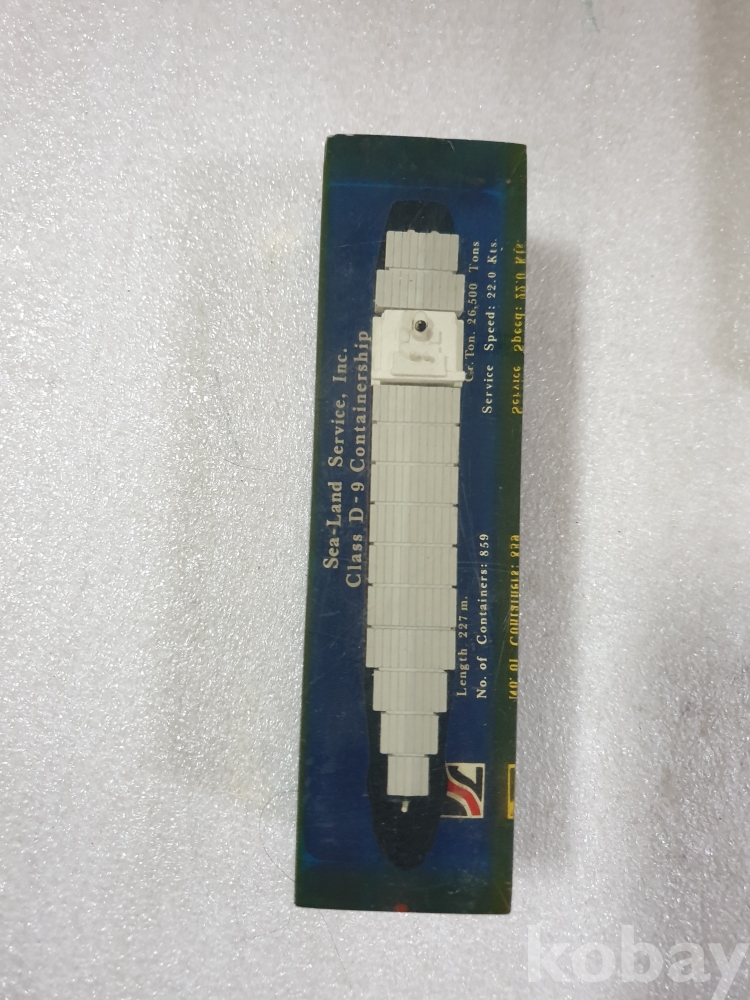 Sea-Land Service, Inc.
Class D-9 Containership
Length 227 m.
No. of Containers: 859
Gr. Ton. 26,500 Tons
Service Speed: 22.0 Kts.
kobay